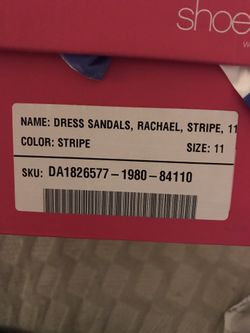 shoe
NAME: DRESS SANDALS, RACHAEL, STRIPE, 11
COLOR: STRIPE SIZE: 11
SKU: DA1826577-1980-84110